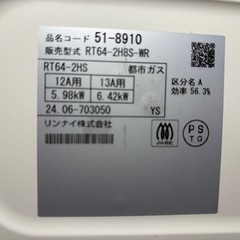 品名コード 51-8910
販売型式 RT64-2H8S-WR
RT64-2HS 都市ガス
12A用 13A用
5.98kW 6.42kW
区分名 A
効率 56.3%
24.06-703050 YS
リンナイ株式会社
JABE
PS
TG